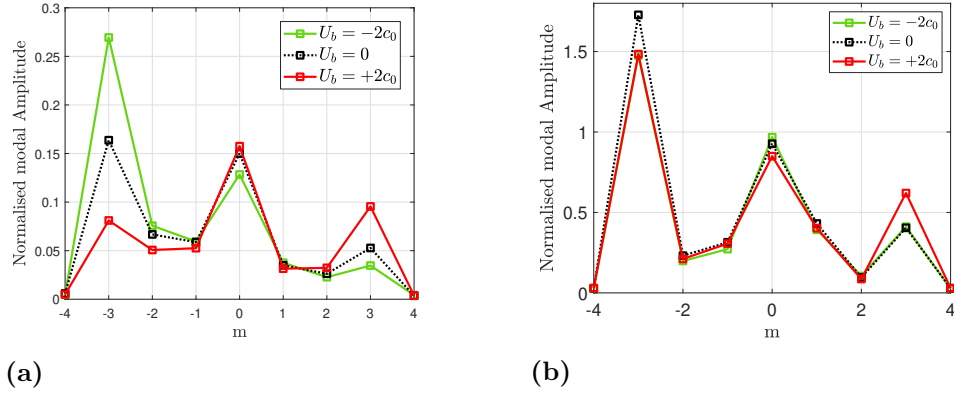 Normalised modal Amplitude
0.3
0.25
0.2
0.15
0.1
0.05
0
-4 -3 -2 -1 0 1 2 3 4
m
U_b = −2c_0
U_b = 0
U_b = +2c_0
(a)
Normalised modal Amplitude
1.5
1
0.5
0
-4 -2 0 2 4
m
U_b = −2c_0
U_b = 0
U_b = +2c_0
(b)